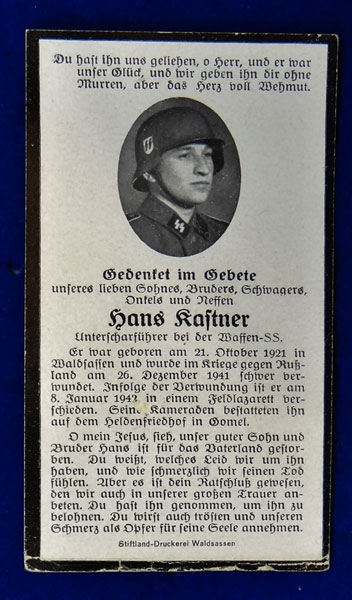 Du hast ihn uns geliehen, o Herr, und er war
unser Glück, und wir geben ihn dir ohne
Murren, aber das Herz voll Wehmut.
Gedenket im Gebete
unseres lieben Sohnes, Bruders, Schwagers,
Onkels und Neffen
Hans Kastner
Unterscharführer bei der Waffen-SS.
Er war geboren am 21. Oktober 1921 in
Waldsassen und wurde im Kriege gegen Ruß-
land am 26. Dezember 1941 schwer ver-
wundet. Infolge der Verwundung ist er am
8. Januar 1942 in einem Feldlazarett ver-
schieden. Seine Kameraden bestatteten ihn
auf dem Heldenfriedhof in Gomel.
O mein Jesus, sieh, unser guter Sohn und
Bruder Hans ist für das Vaterland gestor-
ben. Du weißt, welches Leid wir um ihn
haben, und wie schmerzlich wir seinen Tod
fühlen. Aber es ist dein Ratschluß gewesen,
den wir auch in unserer großen Trauer an-
beten. Du hast ihn genommen, um ihn zu
belohnen. Du wirst auch trösten und unseren
Schmerz als Opfer für seine Seele annehmen.
Stiftland-Druckerei Waldsassen